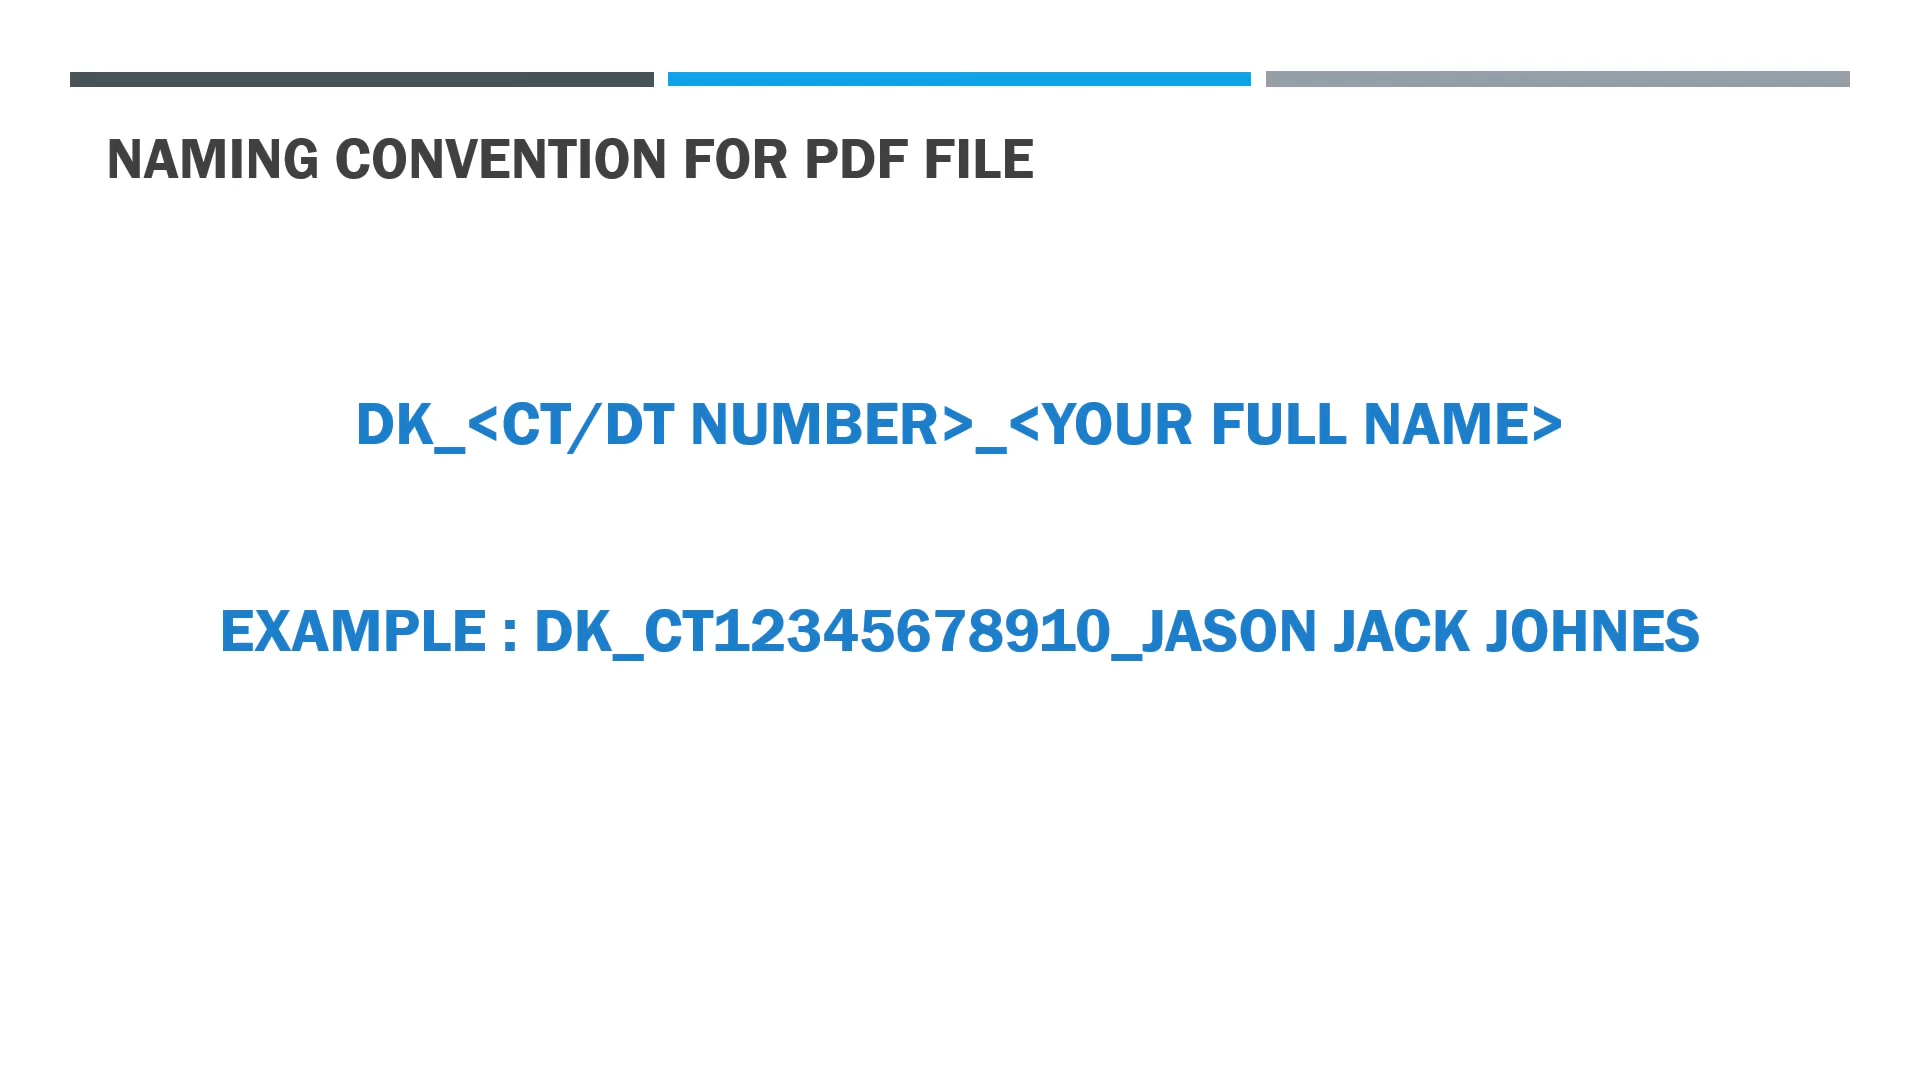 NAMING CONVENTION FOR PDF FILE
DK_<CT/DT NUMBER>_<YOUR FULL NAME>
EXAMPLE : DK_CT12345678910_JASON JACK JOHNES